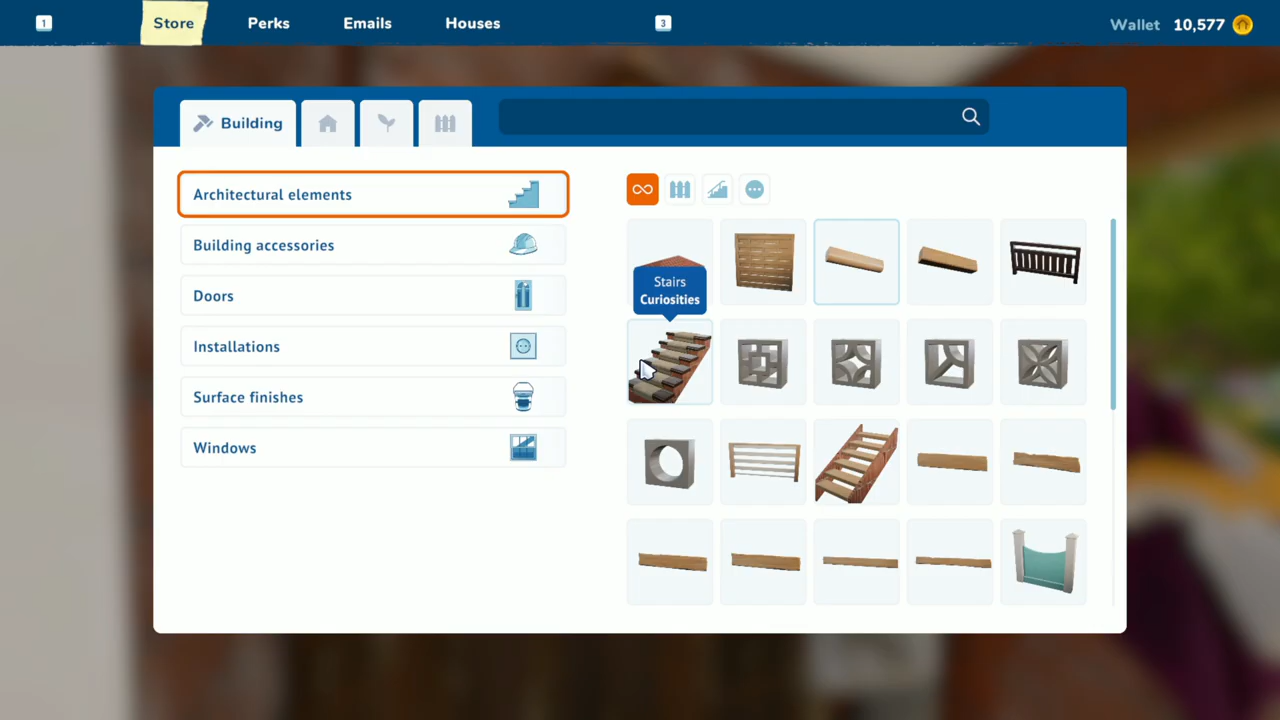 1
Store
Perks
Emails
Houses
3
Wallet 10,577
Building
Architectural elements
Building accessories
Doors
Installations
Surface finishes
Windows
Stairs
Curiosities